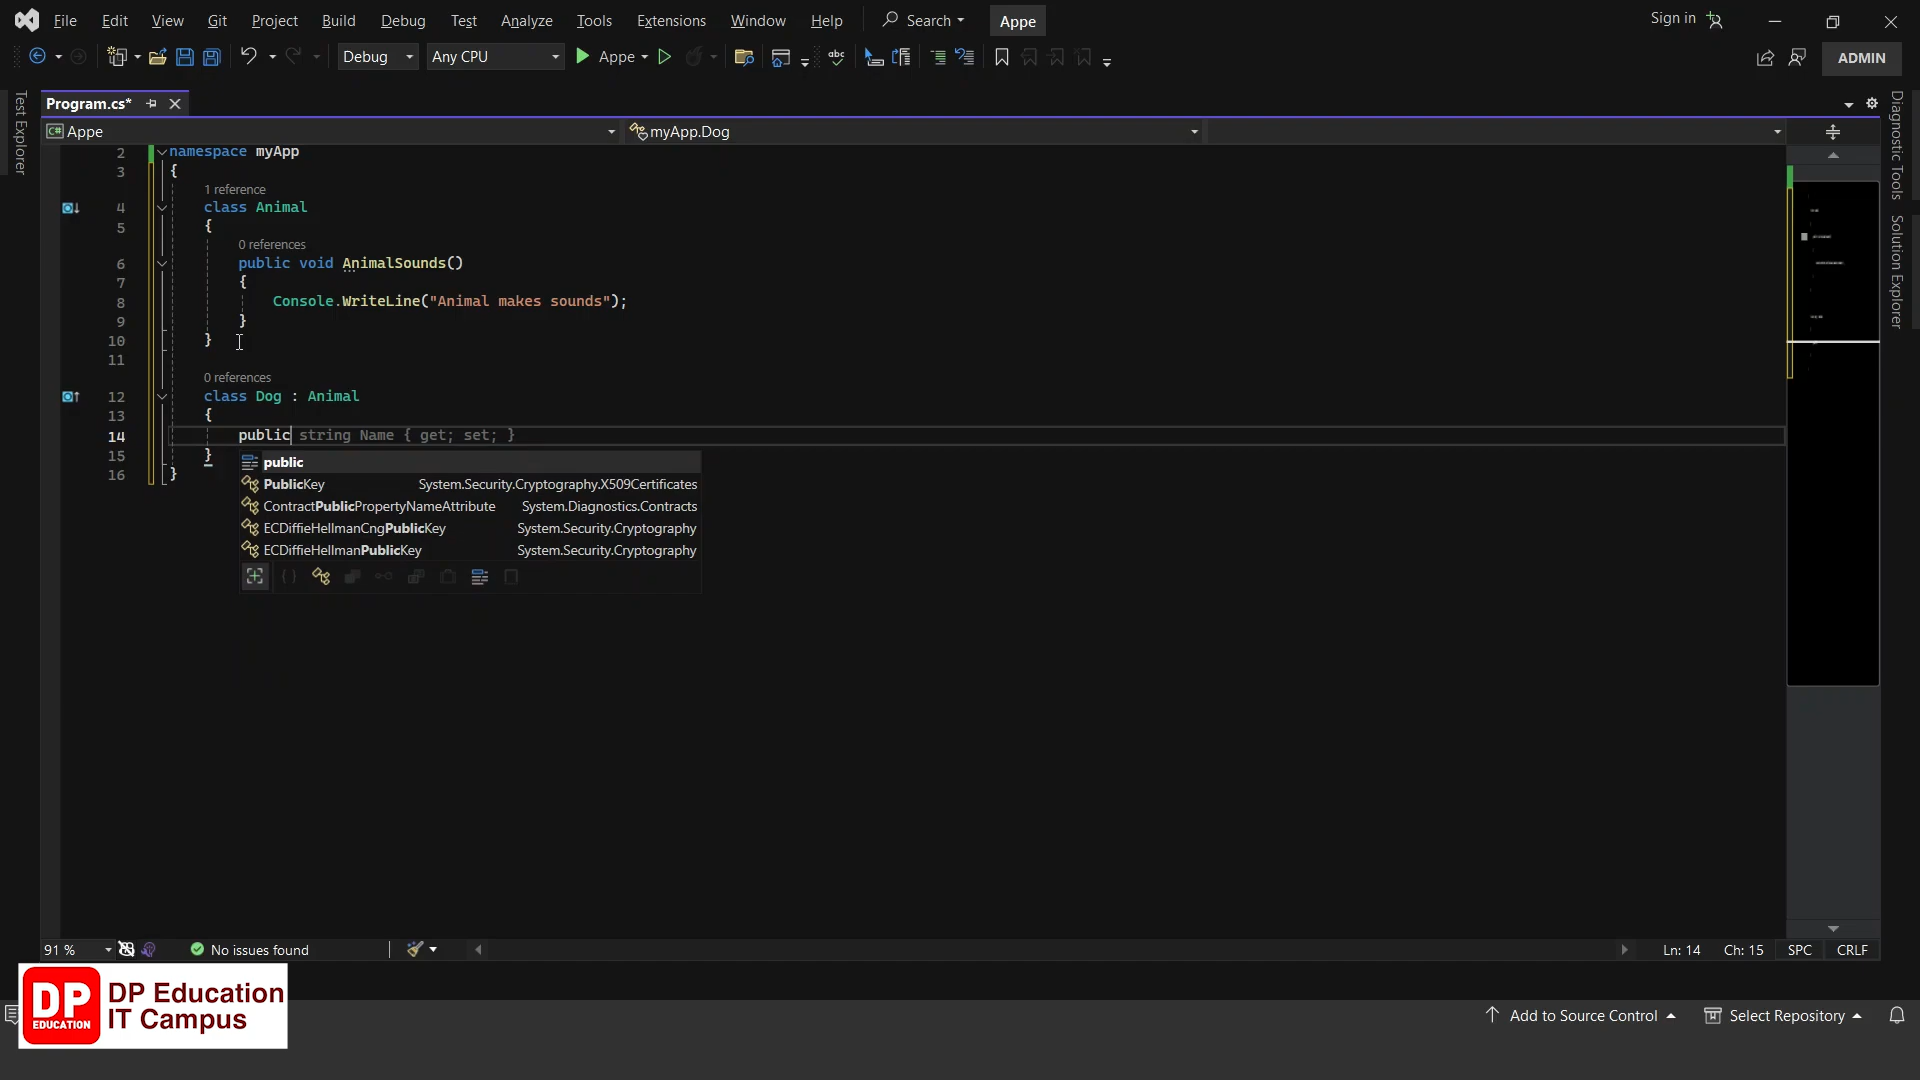 File Edit View Git Project Build Debug Test Analyze Tools Extensions Window Help Search Appe Sign in
Debug Any CPU Appe abc ADMIN
Program.cs*
C# Appe myApp.Dog
Test Explorer
Diagnostic Tools
Solution Explorer
2 namespace myApp
3 {
1 reference
4 class Animal
5 {
0 references
6 public void AnimalSounds()
7 {
8 Console.WriteLine("Animal makes sounds");
9 }
10 }
11
0 references
12 class Dog : Animal
13 {
14 public string Name { get; set; }
15 }
16 }
public
PublicKey System.Security.Cryptography.X509Certificates
ContractPublicPropertyNameAttribute System.Diagnostics.Contracts
ECDiffieHellmanCngPublicKey System.Security.Cryptography
ECDiffieHellmanPublicKey System.Security.Cryptography
91 % No issues found Ln: 14 Ch: 15 SPC CRLF
DP EDUCATION
DP Education
IT Campus
Add to Source Control Select Repository